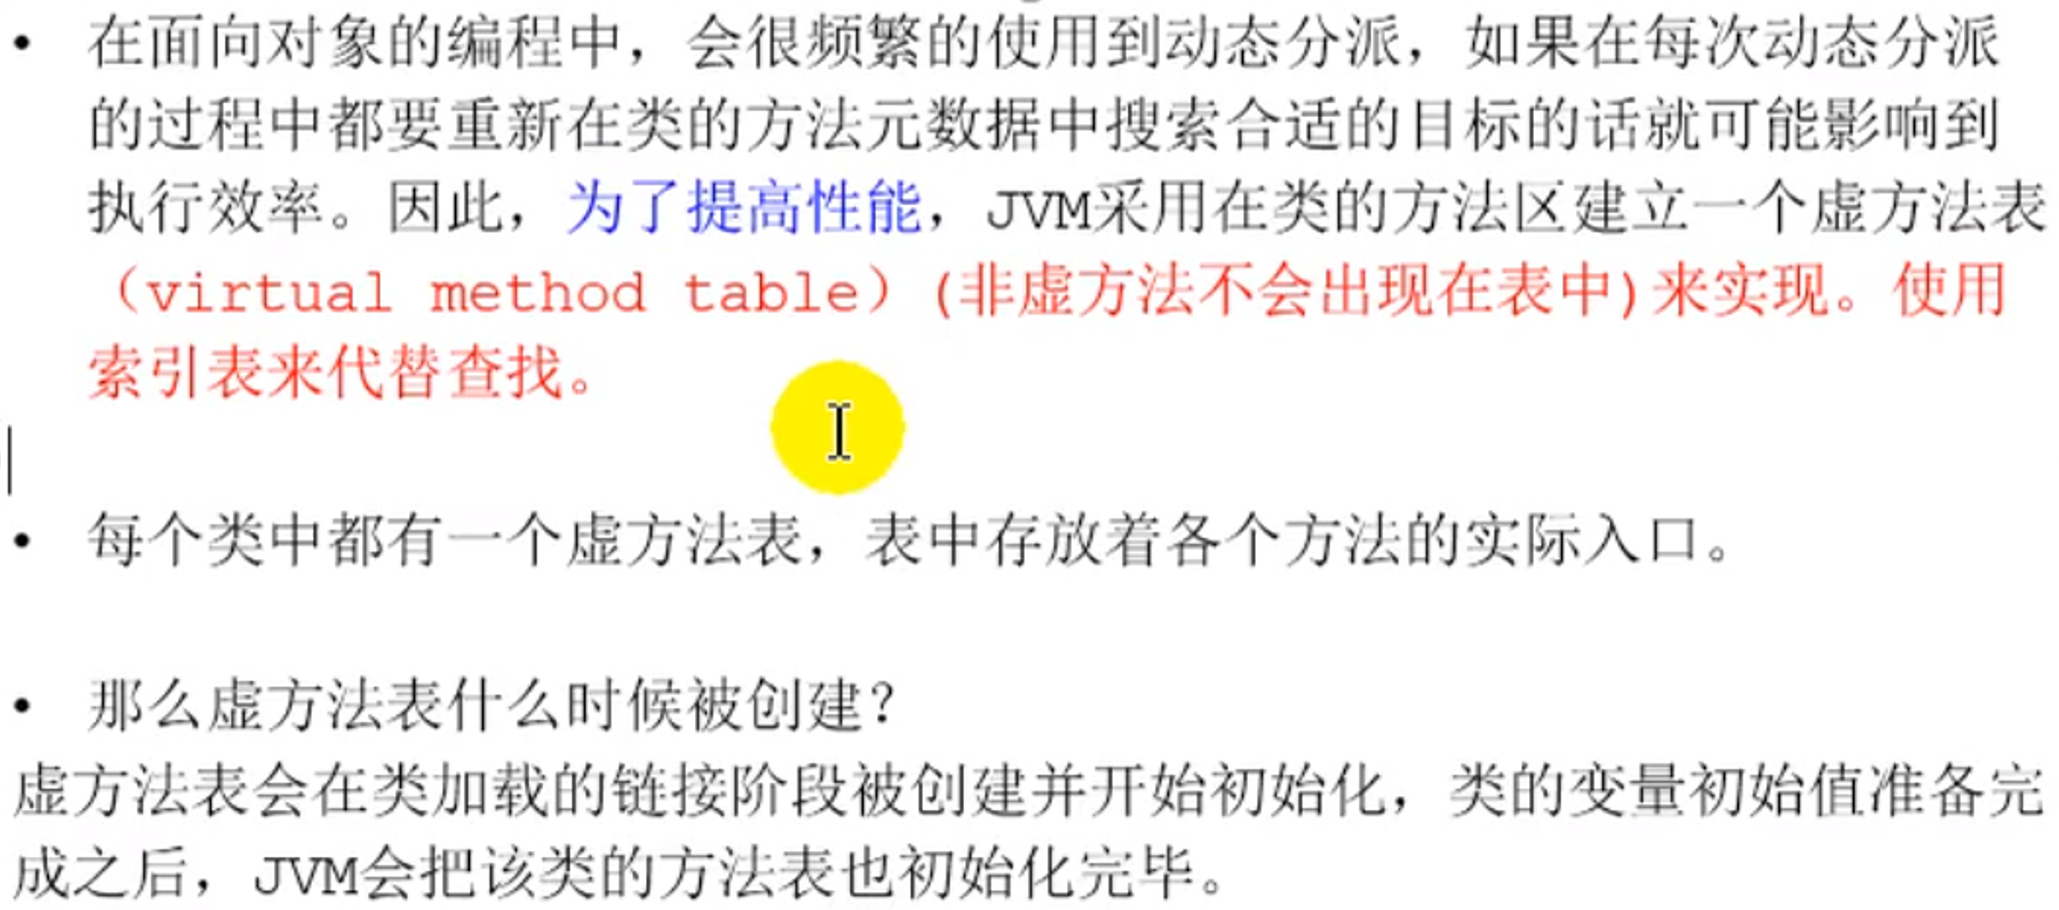 • 在面向对象的编程中，会很频繁的使用到动态分派，如果在每次动态分派
的过程中都要重新在类的方法元数据中搜索合适的目标的话就可能影响到
执行效率。因此，为了提高性能，JVM采用在类的方法区建立一个虚方法表
（virtual method table）(非虚方法不会出现在表中)来实现。使用
索引表来代替查找。
• 每个类中都有一个虚方法表，表中存放着各个方法的实际入口。
• 那么虚方法表什么时候被创建？
虚方法表会在类加载的链接阶段被创建并开始初始化，类的变量初始值准备完
成之后，JVM会把该类的方法表也初始化完毕。